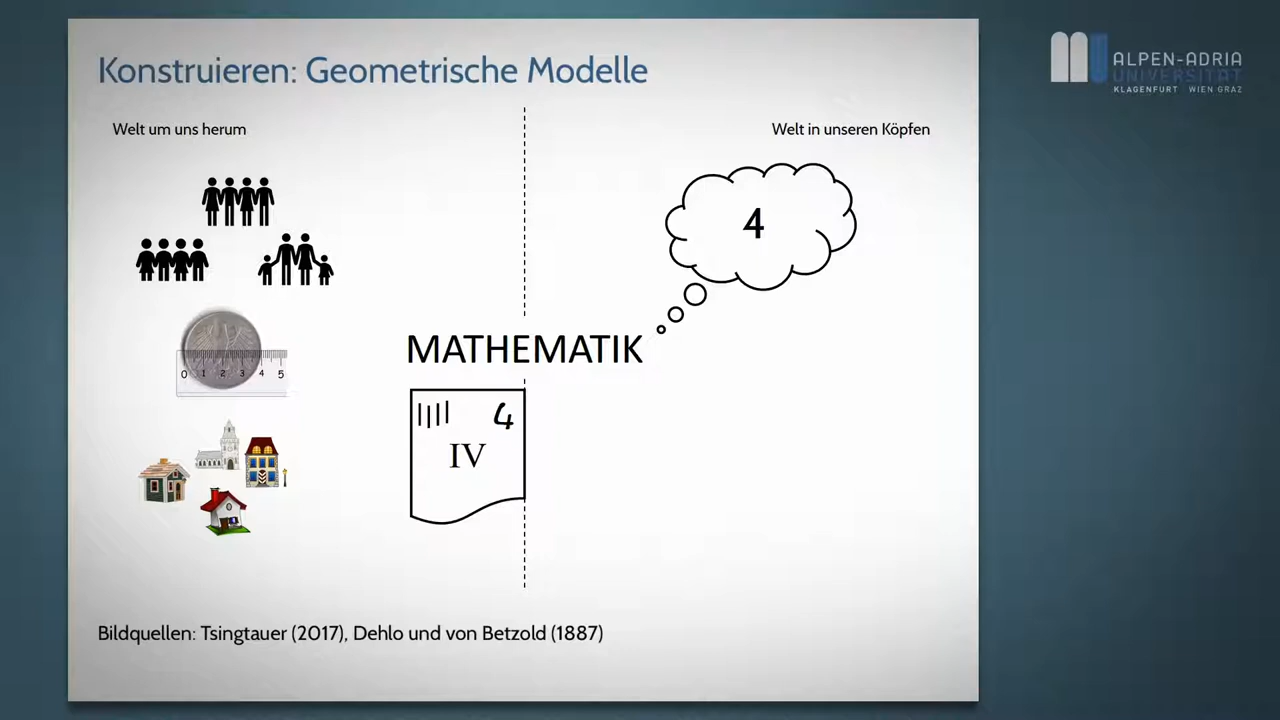 Konstruieren: Geometrische Modelle
Welt um uns herum
Welt in unseren Köpfen
4
MATHEMATIK
0 1 2 3 4 5
|||| 4
IV
Bildquellen: Tsingtauer (2017), Dehlo und von Betzold (1887)
ALPEN-ADRIA
UNIVERSITÄT
KLAGENFURT WIEN GRAZ